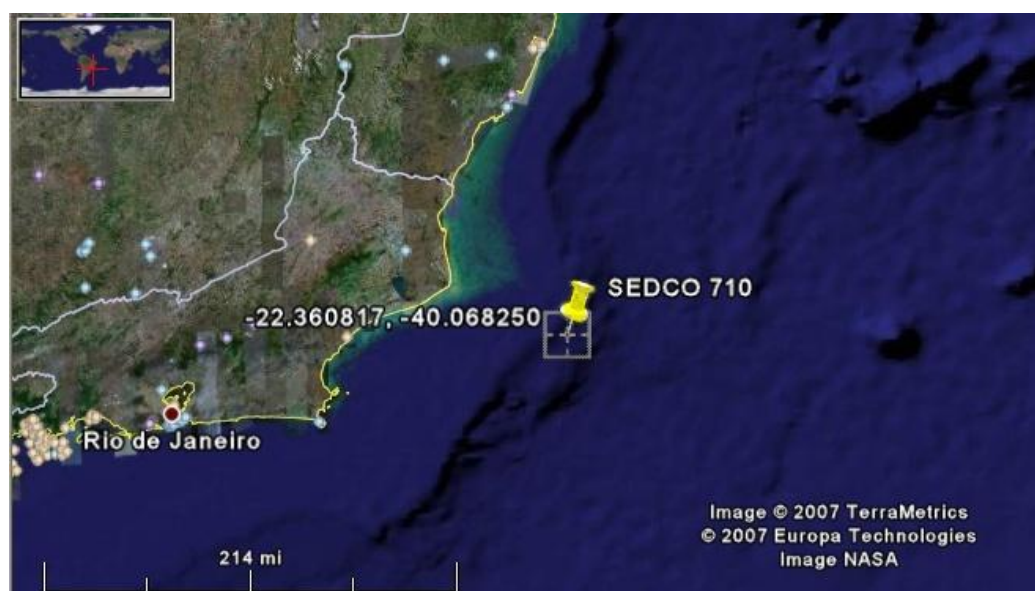 SEDCO 710
-22.360817, -40.068250
Rio de Janeiro
Image © 2007 TerraMetrics
© 2007 Europa Technologies
Image NASA
214 mi